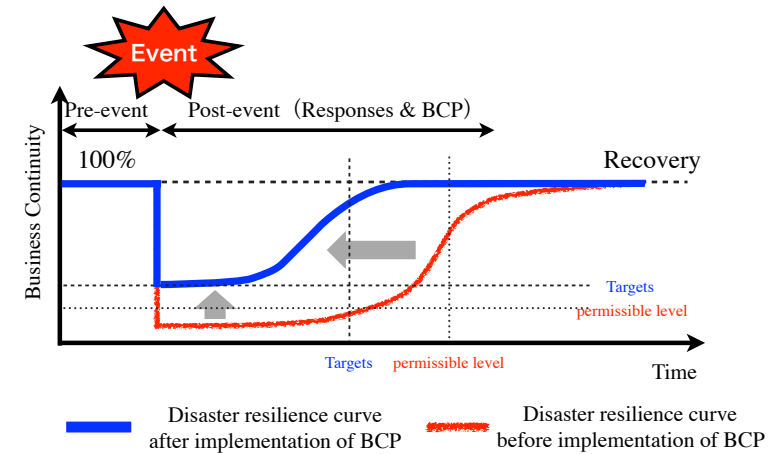 Event
Pre-event
Post-event (Responses & BCP)
100%
Recovery
Business Continuity
Targets
permissible level
Targets
permissible level
Time
Disaster resilience curve
after implementation of BCP
Disaster resilience curve
before implementation of BCP